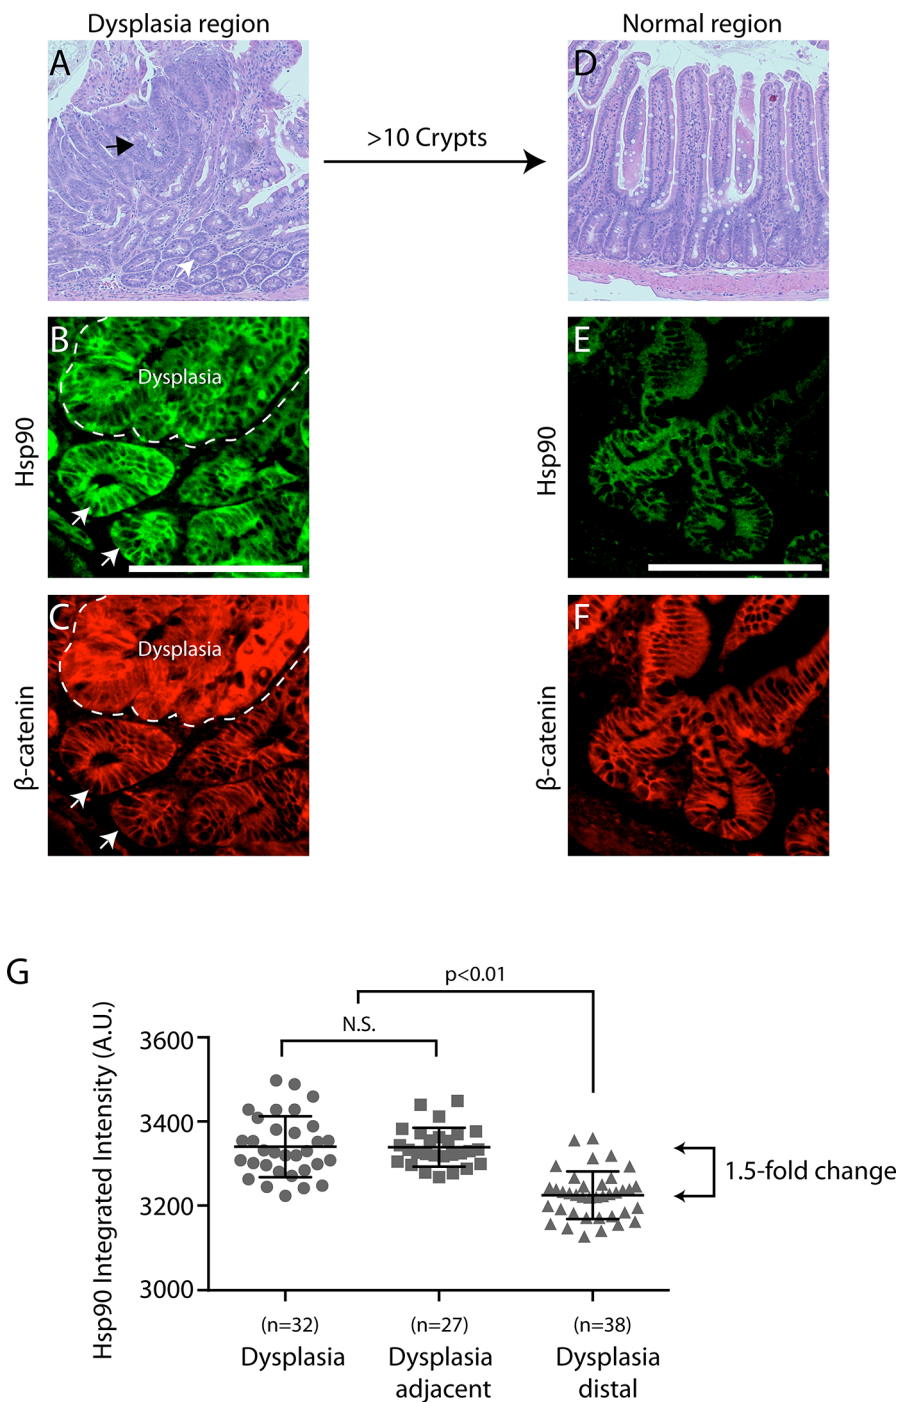 Dysplasia region
Normal region
A
>10 Crypts
D
B
Dysplasia
Hsp90
E
Hsp90
C
Dysplasia
β-catenin
F
β-catenin
G
p<0.01
N.S.
Hsp90 Integrated Intensity (A.U.)
3600
3400
3200
3000
1.5-fold change
(n=32)
(n=27)
(n=38)
Dysplasia
Dysplasia
adjacent
Dysplasia
distal